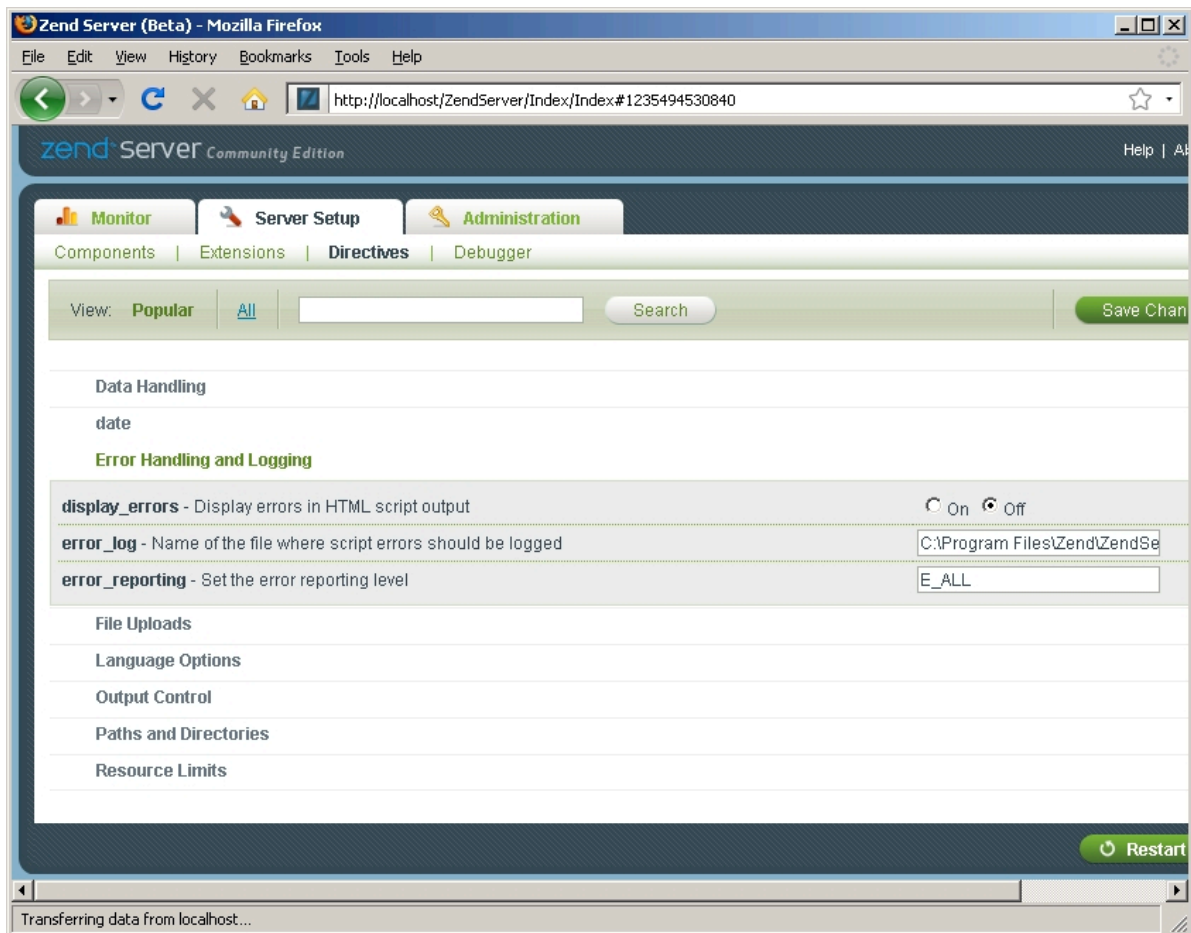 Zend Server (Beta) - Mozilla Firefox
File Edit View History Bookmarks Tools Help
http://localhost/ZendServer/Index/Index#1235494530840
zend Server Community Edition
Help | Ab
Monitor Server Setup Administration
Components | Extensions | Directives | Debugger
View: Popular All Search Save Chan
Data Handling
date
Error Handling and Logging
display_errors - Display errors in HTML script output On Off
error_log - Name of the file where script errors should be logged C:\Program Files\Zend\ZendSe
error_reporting - Set the error reporting level E_ALL
File Uploads
Language Options
Output Control
Paths and Directories
Resource Limits
Restart
Transferring data from localhost...